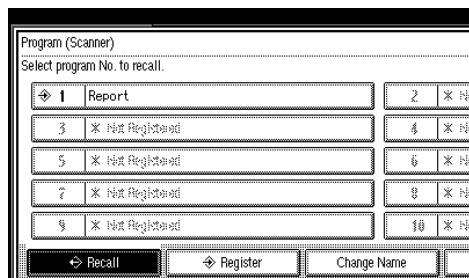 Program (Scanner)
Select program No. to recall.
1 Report 2 * N
3 * Not Registered 4 * N
5 * Not Registered 6 * N
7 * Not Registered 8 * N
9 * Not Registered 10 * N
Recall Register Change Name